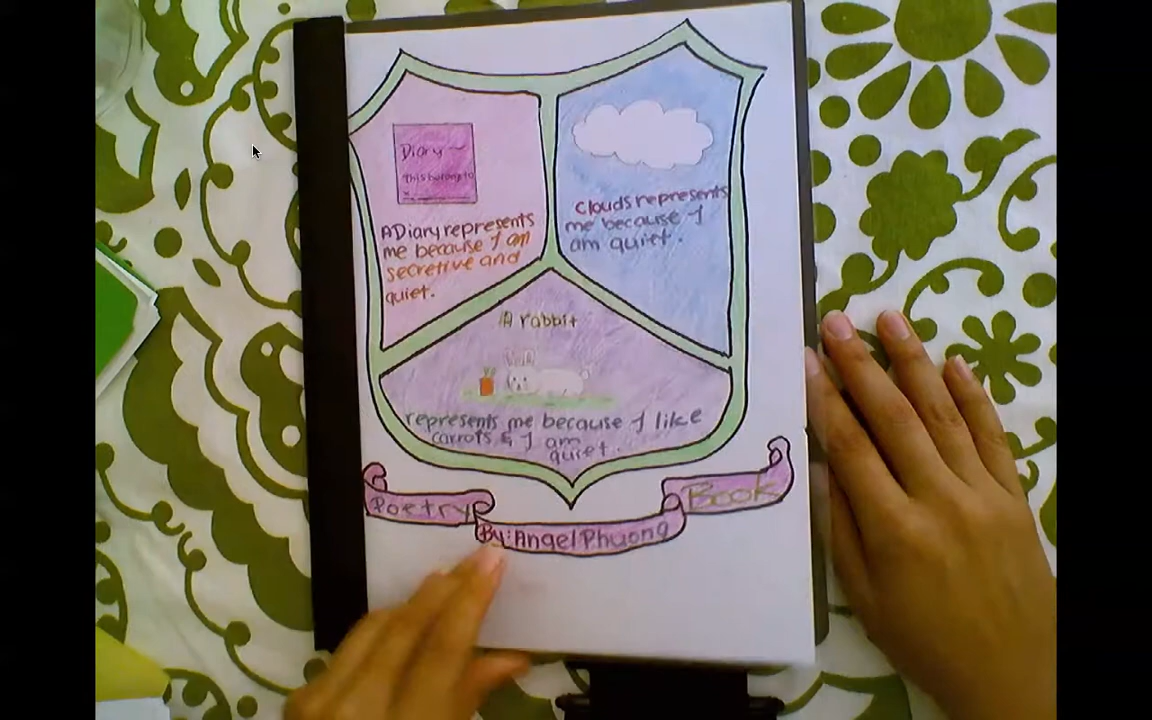 Diary
This belongs to
A Diary represents
me because I am
secretive and
quiet.
Clouds represents
me because I
am quiet.
A rabbit
represents me because I like
carrots & I am
quiet.
Poetry
By: Angel Phuong
Book